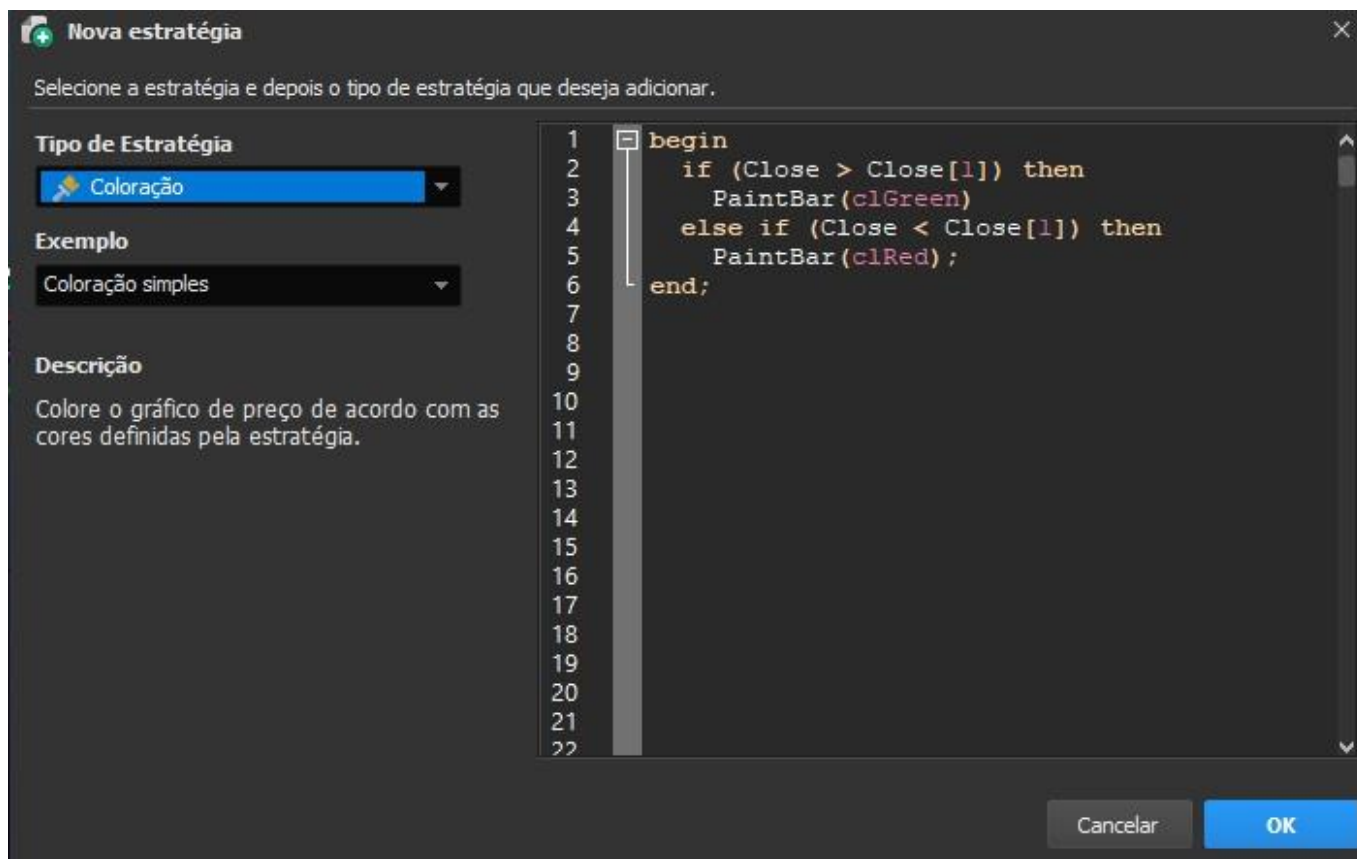 Nova estratégia
Selecione a estratégia e depois o tipo de estratégia que deseja adicionar.
Tipo de Estratégia
Coloração
Exemplo
Coloração simples
Descrição
Colore o gráfico de preço de acordo com as
cores definidas pela estratégia.
1 begin
2 if (Close > Close[1]) then
3 PaintBar(clGreen)
4 else if (Close < Close[1]) then
5 PaintBar(clRed);
6 end;
7
8
9
10
11
12
13
14
15
16
17
18
19
20
21
22
Cancelar
OK